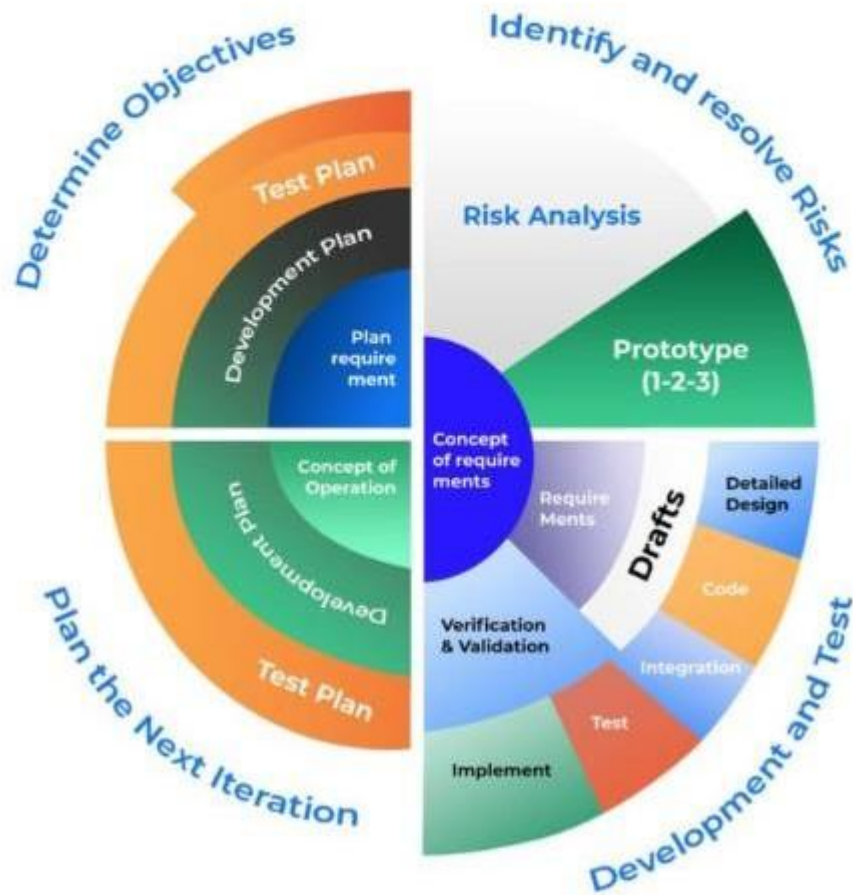 Determine Objectives
Identify and resolve Risks
Test Plan
Development Plan
Plan
require
ment
Risk Analysis
Prototype
(1-2-3)
Concept
of require
ments
Concept of
Operation
Development Plan
Test Plan
Require
Ments
Drafts
Detailed
Design
Code
Integration
Test
Implement
Verification
& Validation
Plan the Next Iteration
Development and Test